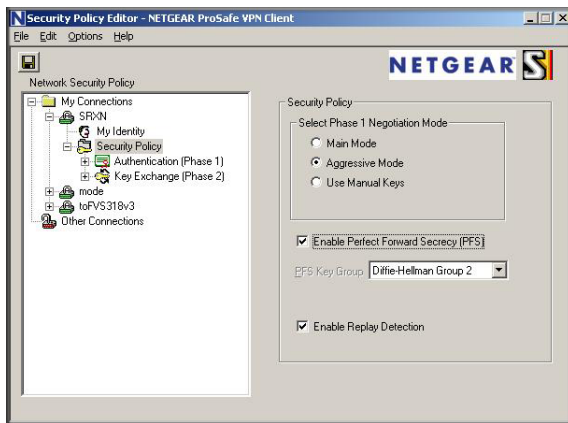 Security Policy Editor - NETGEAR ProSafe VPN Client
File Edit Options Help
NETGEAR
Network Security Policy
My Connections
SRXN
My Identity
Security Policy
Authentication (Phase 1)
Key Exchange (Phase 2)
mode
toFVS318v3
Other Connections
Security Policy
Select Phase 1 Negotiation Mode
Main Mode
Aggressive Mode
Use Manual Keys
Enable Perfect Forward Secrecy (PFS)
PFS Key Group Diffie-Hellman Group 2
Enable Replay Detection